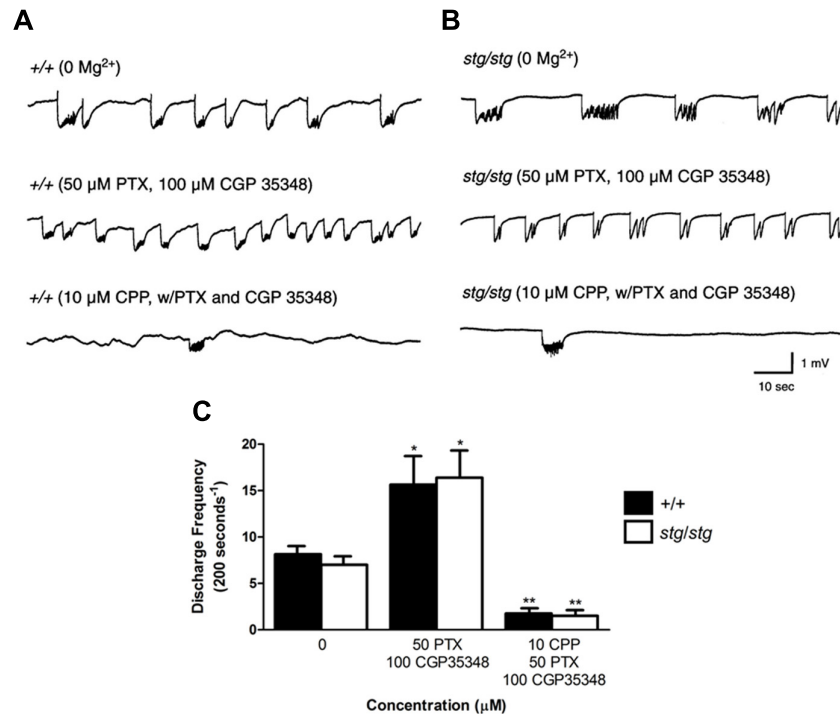 A
B
+/+ (0 Mg2+)
stg/stg (0 Mg2+)
+/+ (50 µM PTX, 100 µM CGP 35348)
stg/stg (50 µM PTX, 100 µM CGP 35348)
+/+ (10 µM CPP, w/PTX and CGP 35348)
stg/stg (10 µM CPP, w/PTX and CGP 35348)
1 mV
10 sec
C
Discharge Frequency
(200 seconds-1)
20
15
10
5
0
*
*
**
**
+/+
stg/stg
0
50 PTX
100 CGP35348
10 CPP
50 PTX
100 CGP35348
Concentration (µM)